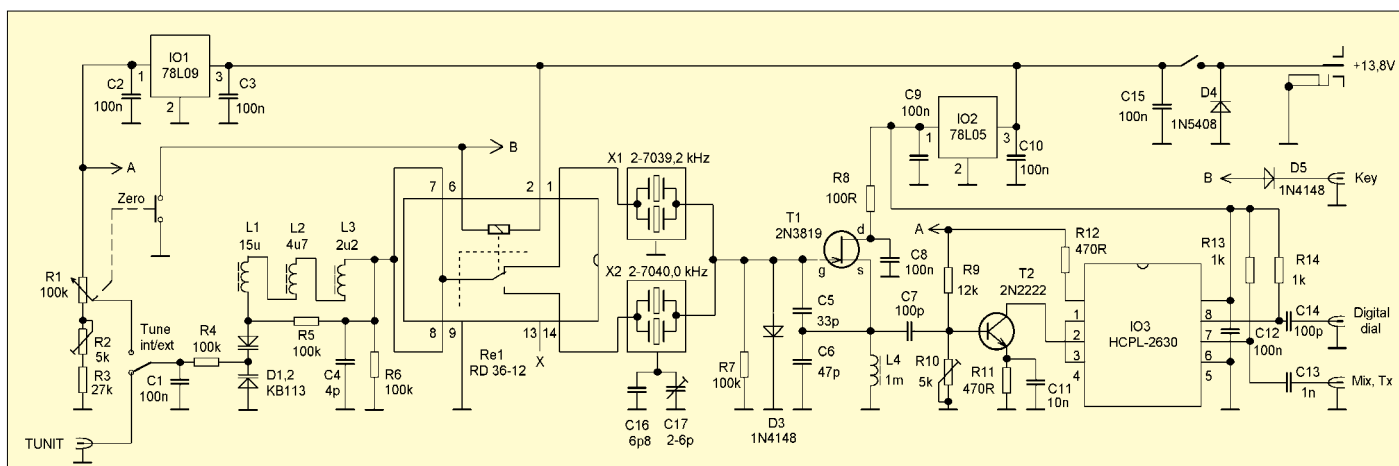 IO1
78L09
1
3
2
C2
100n
C3
100n
A
B
Zero
R1
100k
R2
5k
R3
27k
Tune
int/ext
C1
100n
TUNIT
R4
100k
L1
15u
L2
4u7
L3
2u2
R5
100k
D1,2
KB113
C4
4p
R6
100k
7
6
2
1
8
9
13
14
X
Re1
RD 36-12
X1
2-7039,2 kHz
X2
2-7040,0 kHz
C16
6p8
C17
2-6p
R7
100k
D3
1N4148
T1
2N3819
d
g
s
R8
100R
C8
100n
C5
33p
C6
47p
L4
1m
C7
100p
C9
100n
IO2
78L05
1
3
2
C10
100n
A
R9
12k
R10
5k
T2
2N2222
R11
470R
C11
10n
R12
470R
IO3
HCPL-2630
1
2
3
4
8
7
6
5
R13
1k
R14
1k
C12
100n
C14
100p
Digital
dial
C13
1n
Mix, Tx
C15
100n
D4
1N5408
+13,8V
B
D5
1N4148
Key